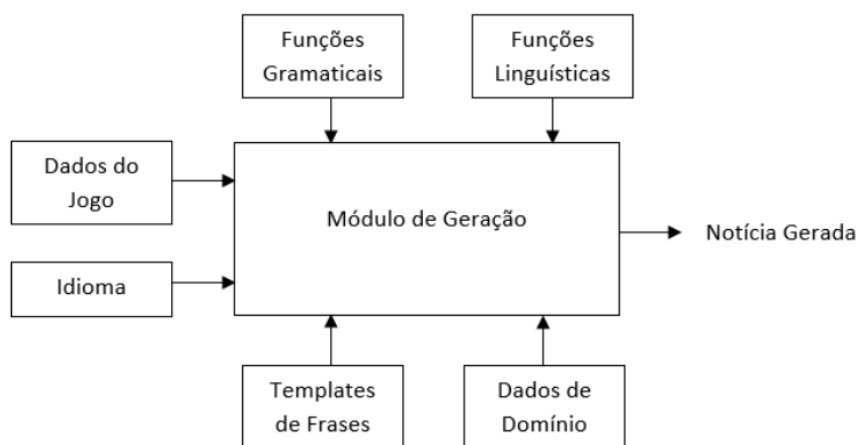 Funções
Gramaticais
Funções
Linguísticas
Dados do
Jogo
Módulo de Geração
Notícia Gerada
Idioma
Templates
de Frases
Dados de
Domínio